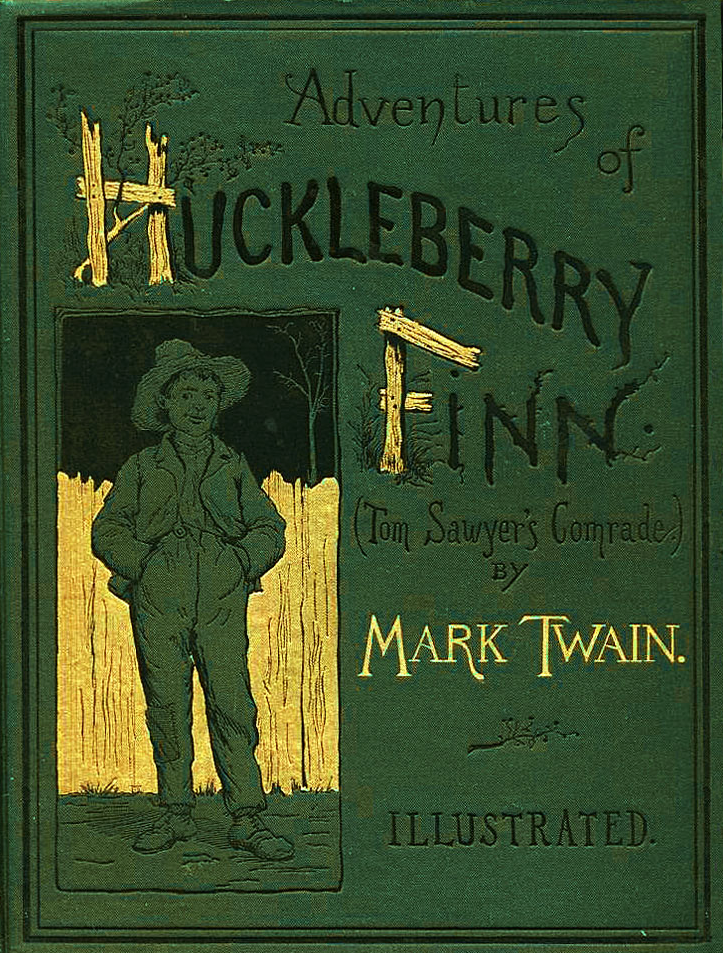 Adventures
of
HUCKLEBERRY
FINN.
(Tom Sawyer's Comrade.)
BY
MARK TWAIN.
ILLUSTRATED.